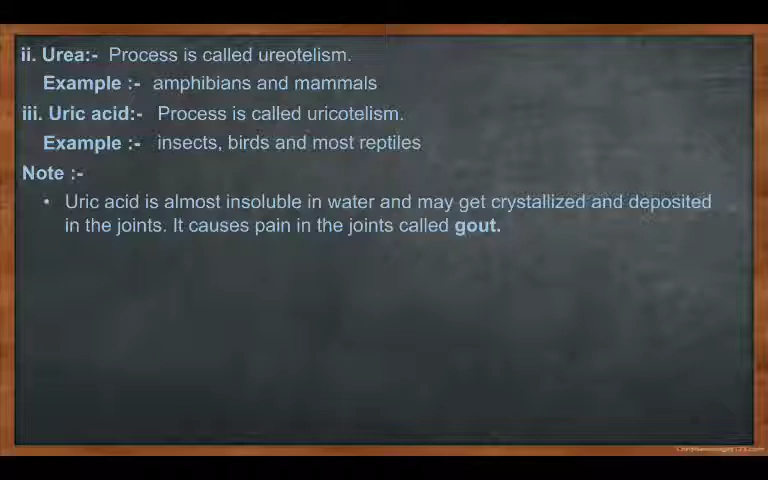 ii. Urea:- Process is called ureotelism.
Example :- amphibians and mammals
iii. Uric acid:- Process is called uricotelism.
Example :- insects, birds and most reptiles
Note :-
• Uric acid is almost insoluble in water and may get crystallized and deposited
in the joints. It causes pain in the joints called gout.